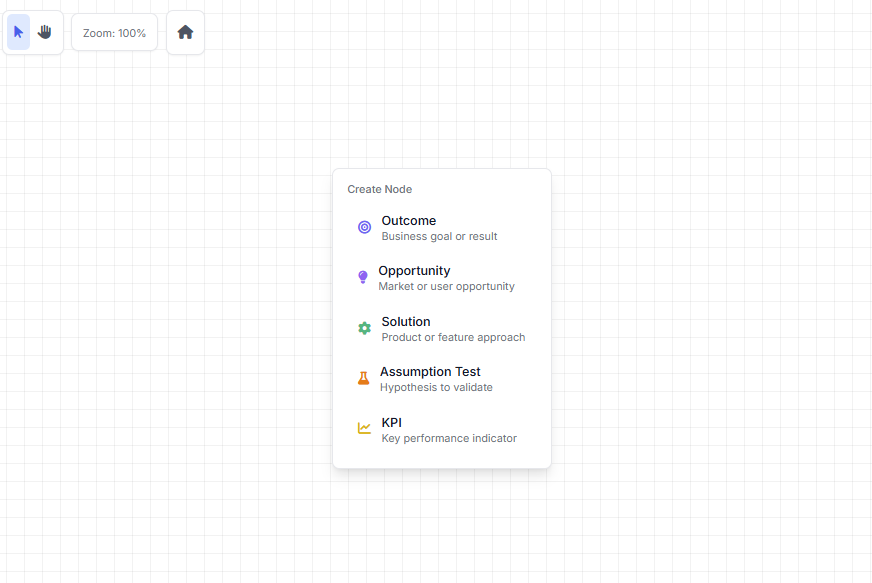 Zoom: 100%
Create Node
Outcome
Business goal or result
Opportunity
Market or user opportunity
Solution
Product or feature approach
Assumption Test
Hypothesis to validate
KPI
Key performance indicator